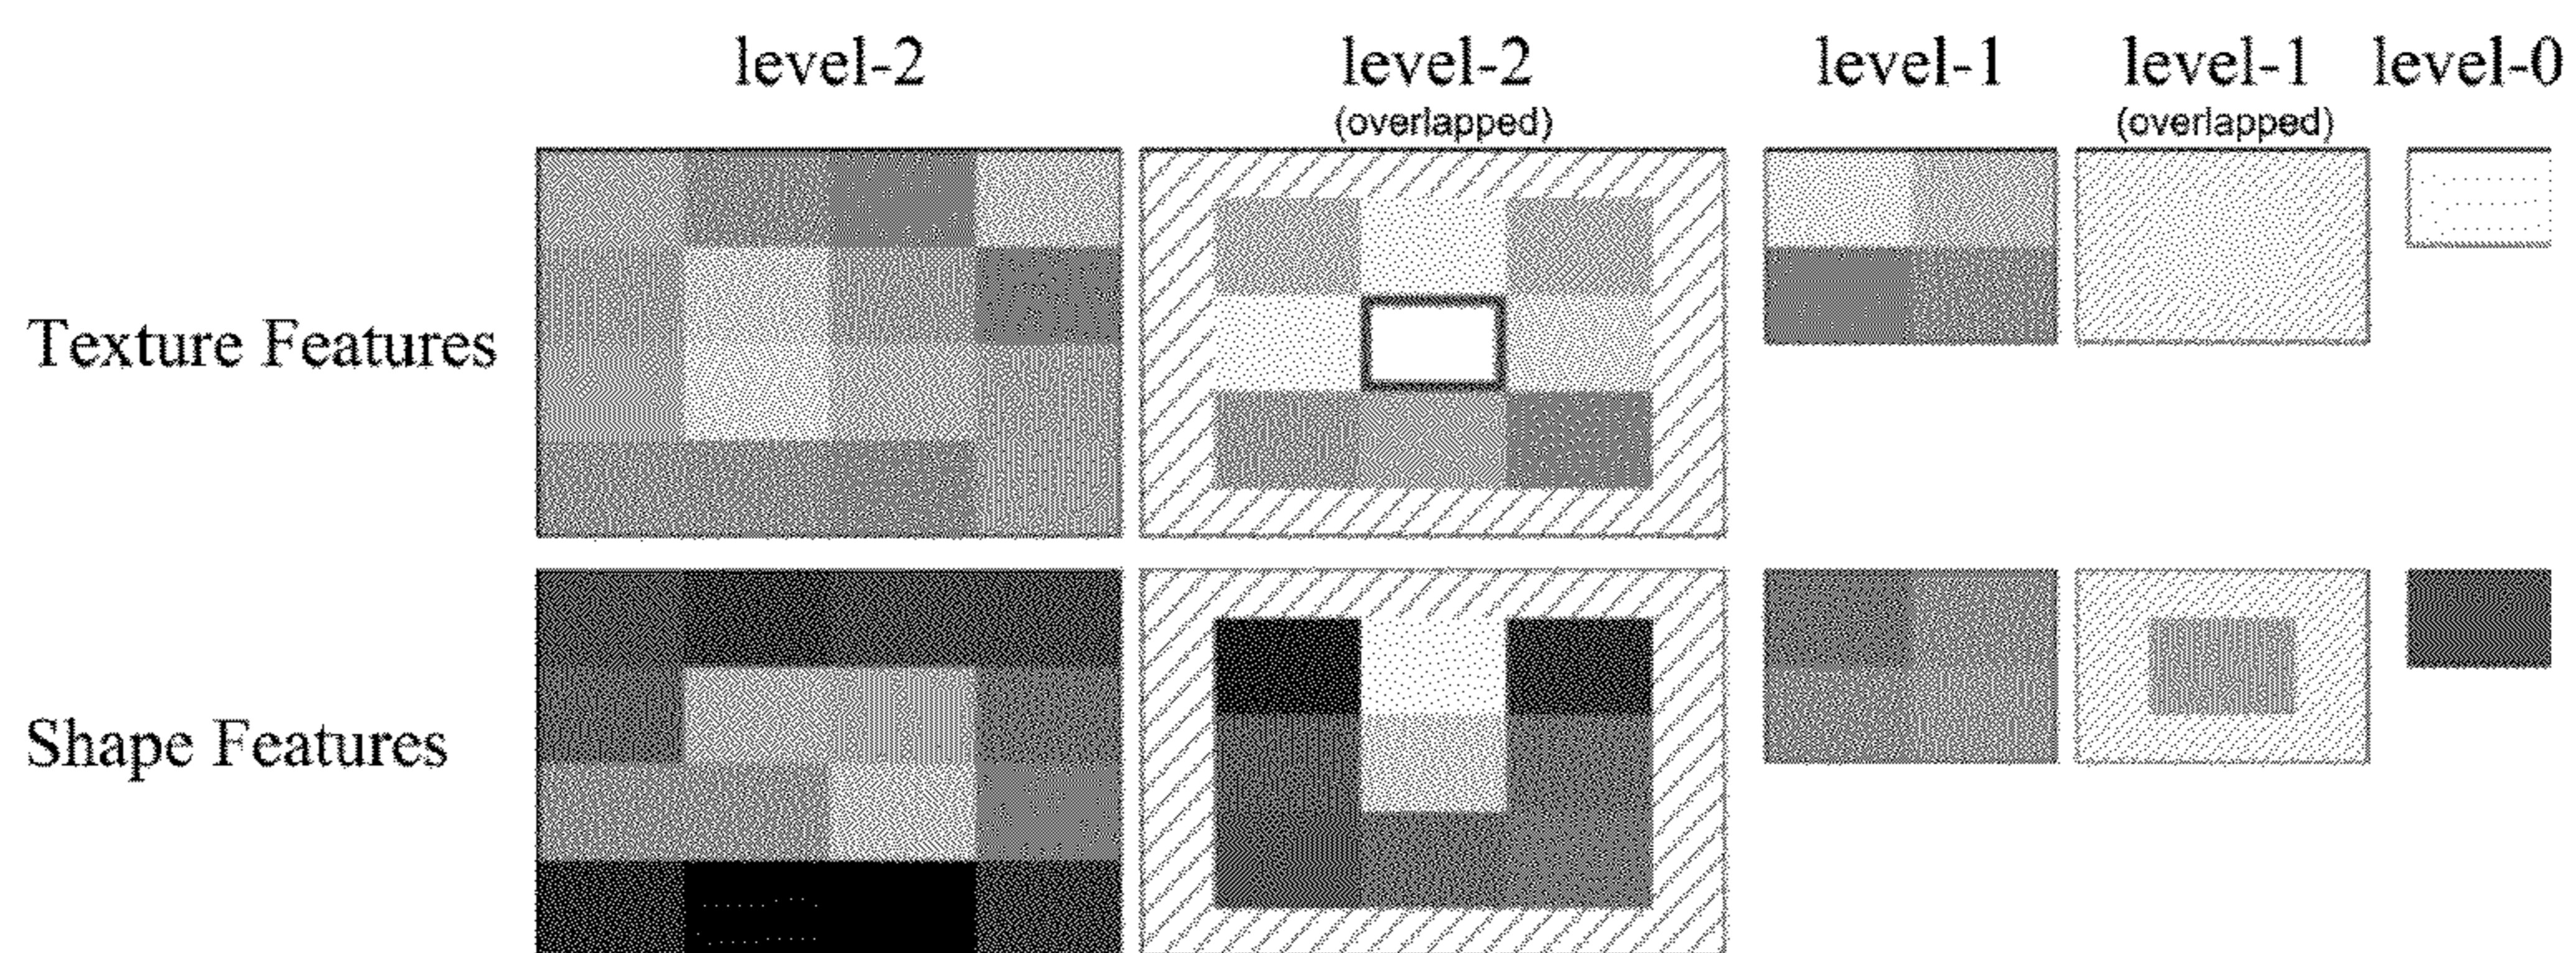 level-2 level-2 level-1 level-1 level-0
(overlapped) (overlapped)
Texture Features
Shape Features